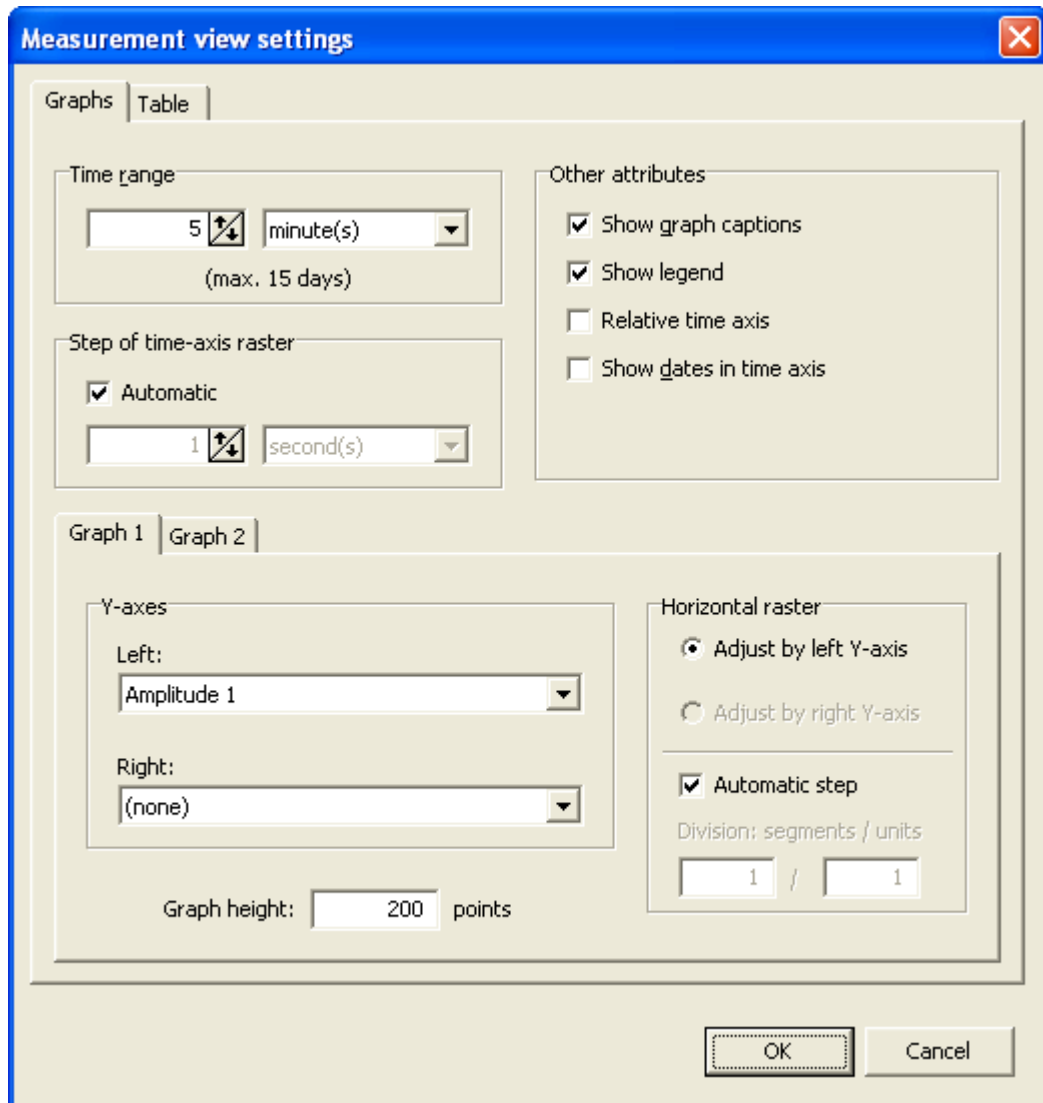 Measurement view settings
Graphs Table
Time range
5 minute(s)
(max. 15 days)
Step of time-axis raster
Automatic
1 second(s)
Other attributes
Show graph captions
Show legend
Relative time axis
Show dates in time axis
Graph 1 Graph 2
Y-axes
Left:
Amplitude 1
Right:
(none)
Graph height: 200 points
Horizontal raster
Adjust by left Y-axis
Adjust by right Y-axis
Automatic step
Division: segments / units
1 / 1
OK Cancel